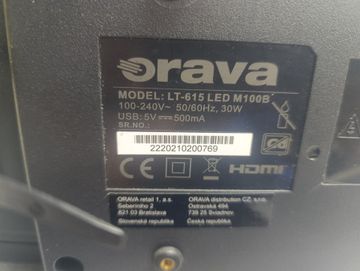 orava
MODEL: LT-615 LED M100B
100-240V~ 50/60Hz, 30W
USB: 5V 500mA
SR.NO.:
2220210200769
CE
HDMI
ORAVA retail 1, a.s.
Seberíniho 2
821 03 Bratislava
Slovenská republika
ORAVA distribution CZ, s.r.o.
Ostravská 494
739 25 Sviadnov
Česká republika